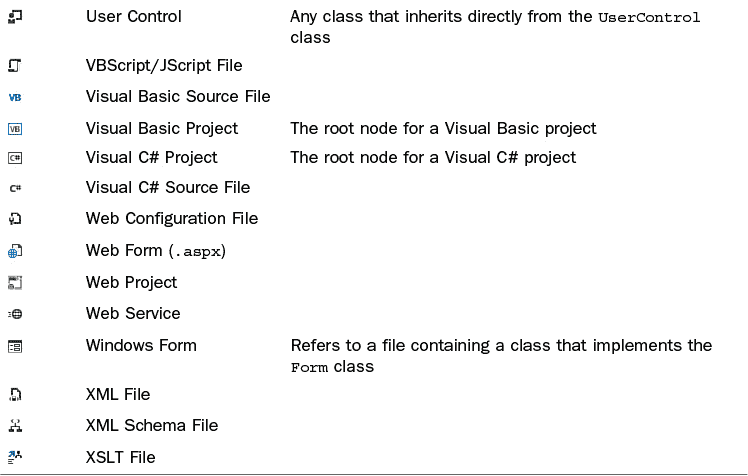 User Control Any class that inherits directly from the UserControl
class
VBScript/JScript File
VB Visual Basic Source File
VB Visual Basic Project The root node for a Visual Basic project
C# Visual C# Project The root node for a Visual C# project
C# Visual C# Source File
Web Configuration File
Web Form (.aspx)
Web Project
Web Service
Windows Form Refers to a file containing a class that implements the
Form class
XML File
XML Schema File
XSLT File